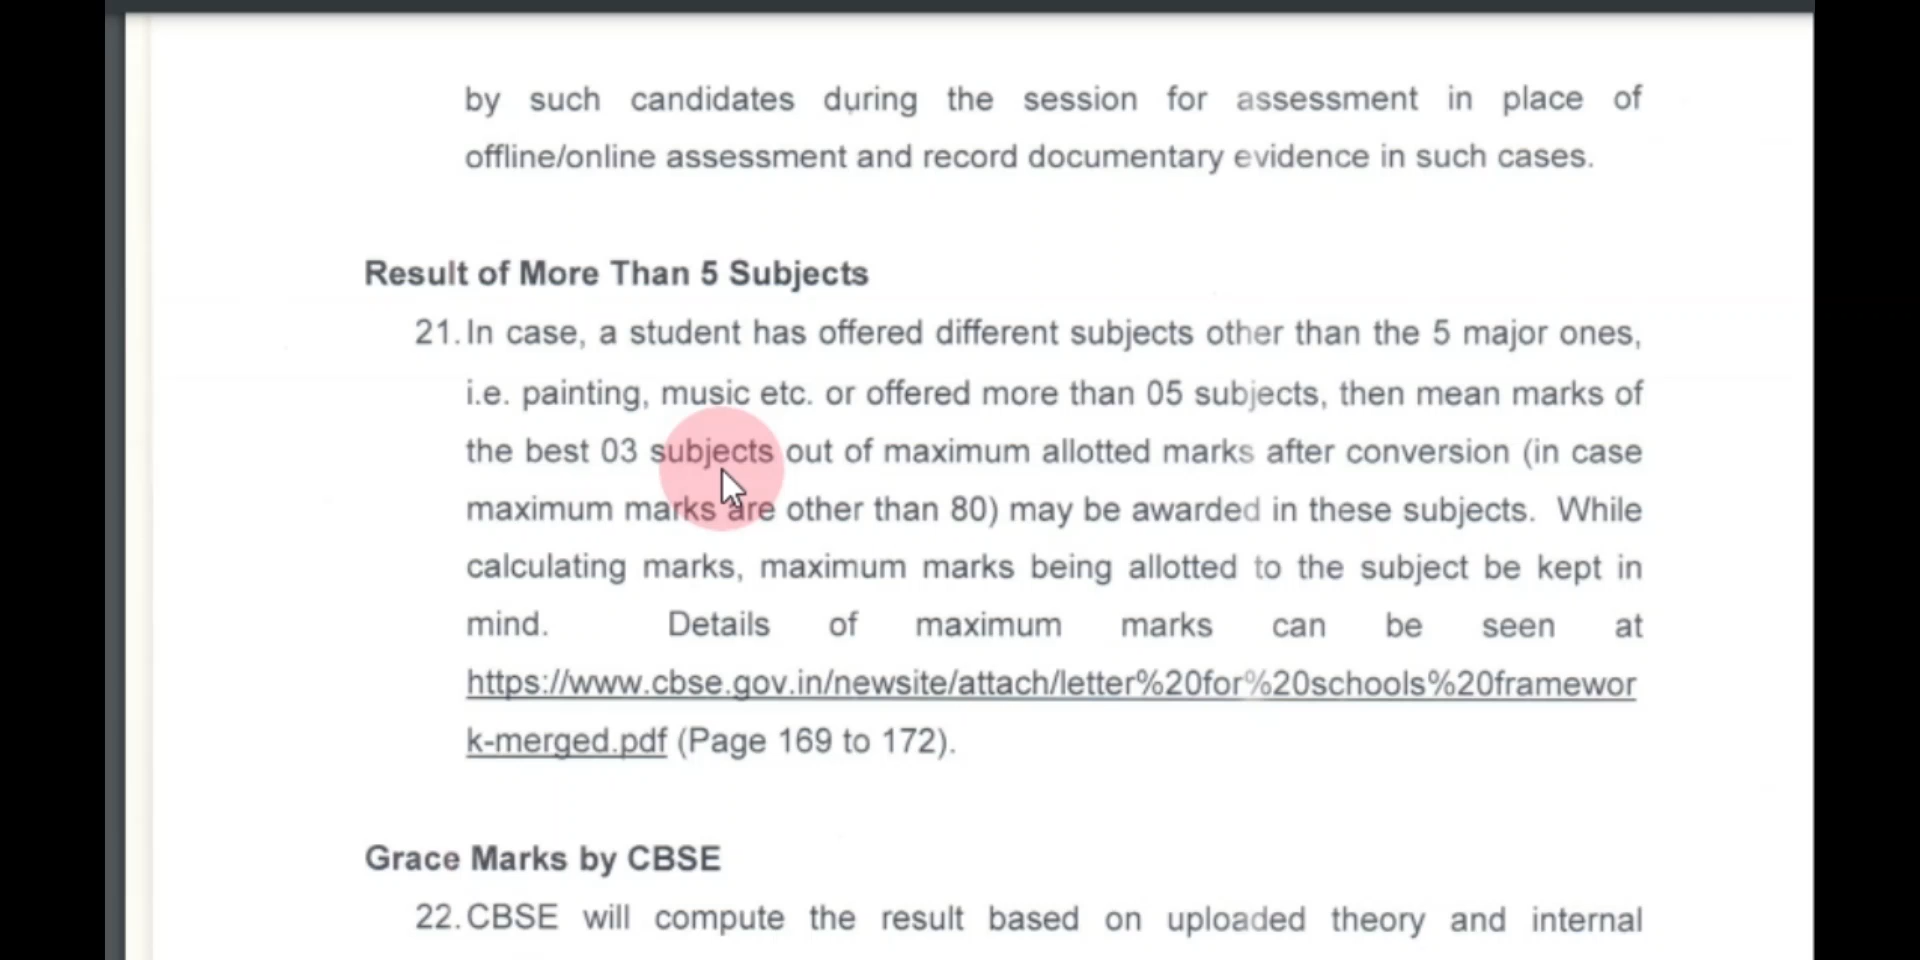 by such candidates during the session for assessment in place of
offline/online assessment and record documentary evidence in such cases.
Result of More Than 5 Subjects
21. In case, a student has offered different subjects other than the 5 major ones,
i.e. painting, music etc. or offered more than 05 subjects, then mean marks of
the best 03 subjects out of maximum allotted marks after conversion (in case
maximum marks are other than 80) may be awarded in these subjects. While
calculating marks, maximum marks being allotted to the subject be kept in
mind. Details of maximum marks can be seen at
https://www.cbse.gov.in/newsite/attach/letter%20for%20schools%20framewor
k-merged.pdf (Page 169 to 172).
Grace Marks by CBSE
22. CBSE will compute the result based on uploaded theory and internal